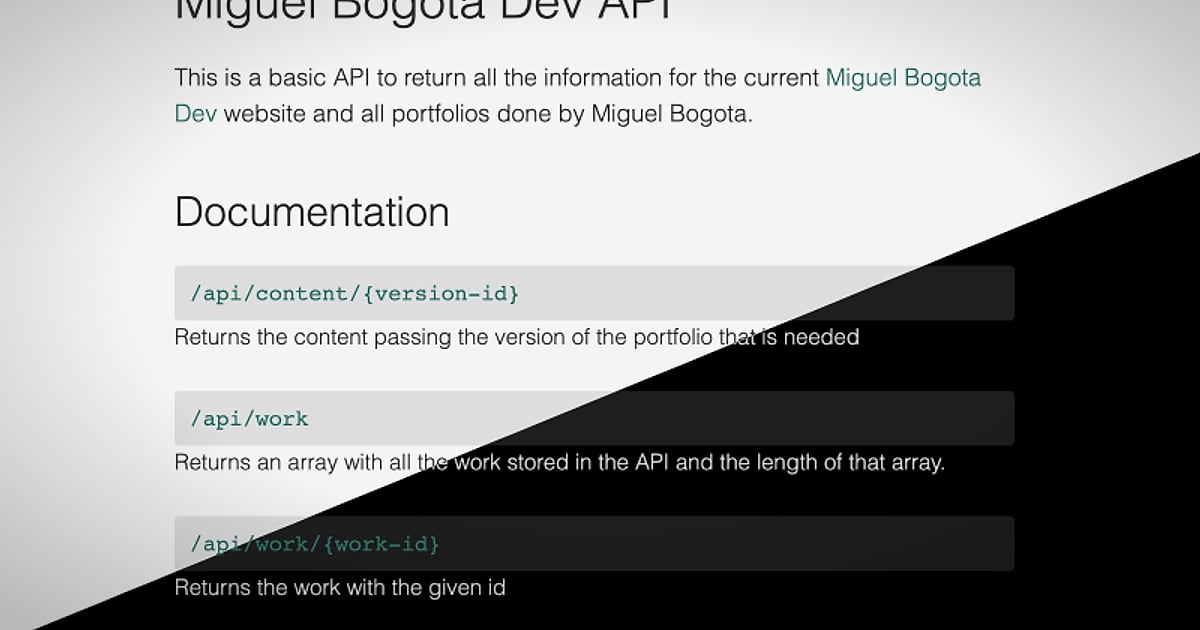 Miguel Bogota Dev API
This is a basic API to return all the information for the current Miguel Bogota
Dev website and all portfolios done by Miguel Bogota.
Documentation
/api/content/{version-id}
Returns the content passing the version of the portfolio that is needed
/api/work
Returns an array with all the work stored in the API and the length of that array.
/api/work/{work-id}
Returns the work with the given id